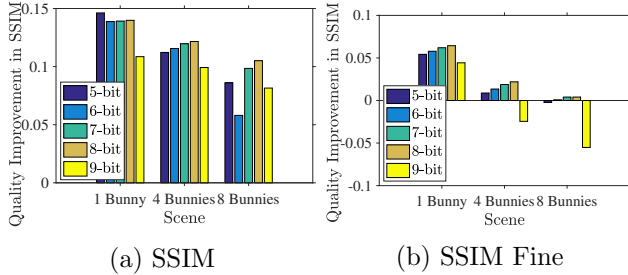 Quality Improvement in SSIM
0.15
0.1
0.05
0
5-bit
6-bit
7-bit
8-bit
9-bit
1 Bunny 4 Bunnies 8 Bunnies
Scene
(a) SSIM
Quality Improvement in SSIM
0.1
0.05
0
-0.05
-0.1
5-bit
6-bit
7-bit
8-bit
9-bit
1 Bunny 4 Bunnies 8 Bunnies
Scene
(b) SSIM Fine